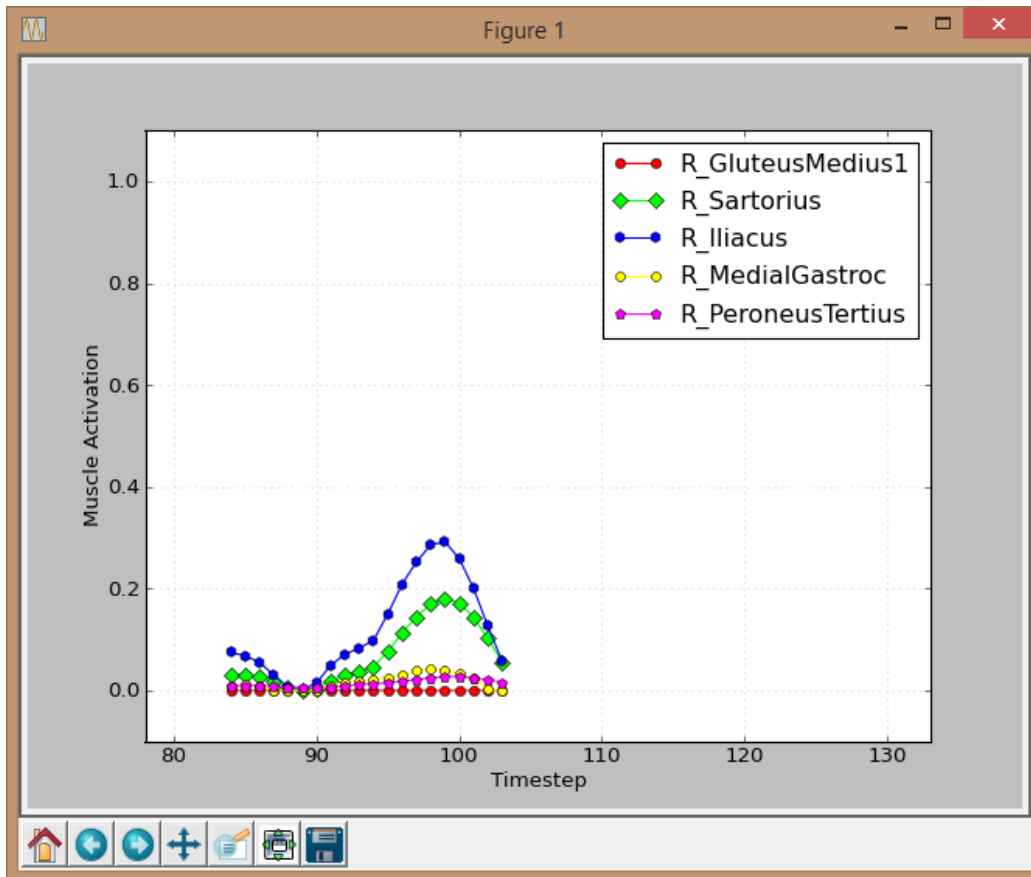 Figure 1
R_GluteusMedius1
R_Sartorius
R_Iliacus
R_MedialGastroc
R_PeroneusTertius
1.0
0.8
0.6
0.4
0.2
0.0
Muscle Activation
80 90 100 110 120 130
Timestep